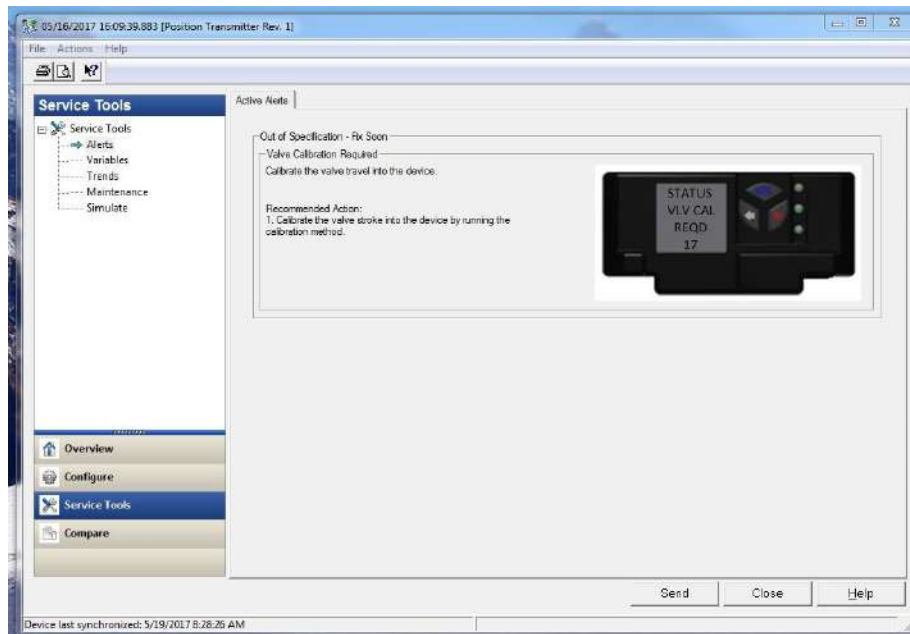 05/16/2017 16:09:39.883 [Position Transmitter Rev. 1]
File Actions Help
Service Tools
Service Tools
Alerts
Variables
Trends
Maintenance
Simulate
Overview
Configure
Service Tools
Compare
Active Alerts
Out of Specification - Fix Soon
Valve Calibration Required
Calibrate the valve travel into the device.
Recommended Action:
1. Calibrate the valve stroke into the device by running the
calibration method.
STATUS
VLV CAL
REQD
17
Send Close Help
Device last synchronized: 5/19/2017 8:28:26 AM